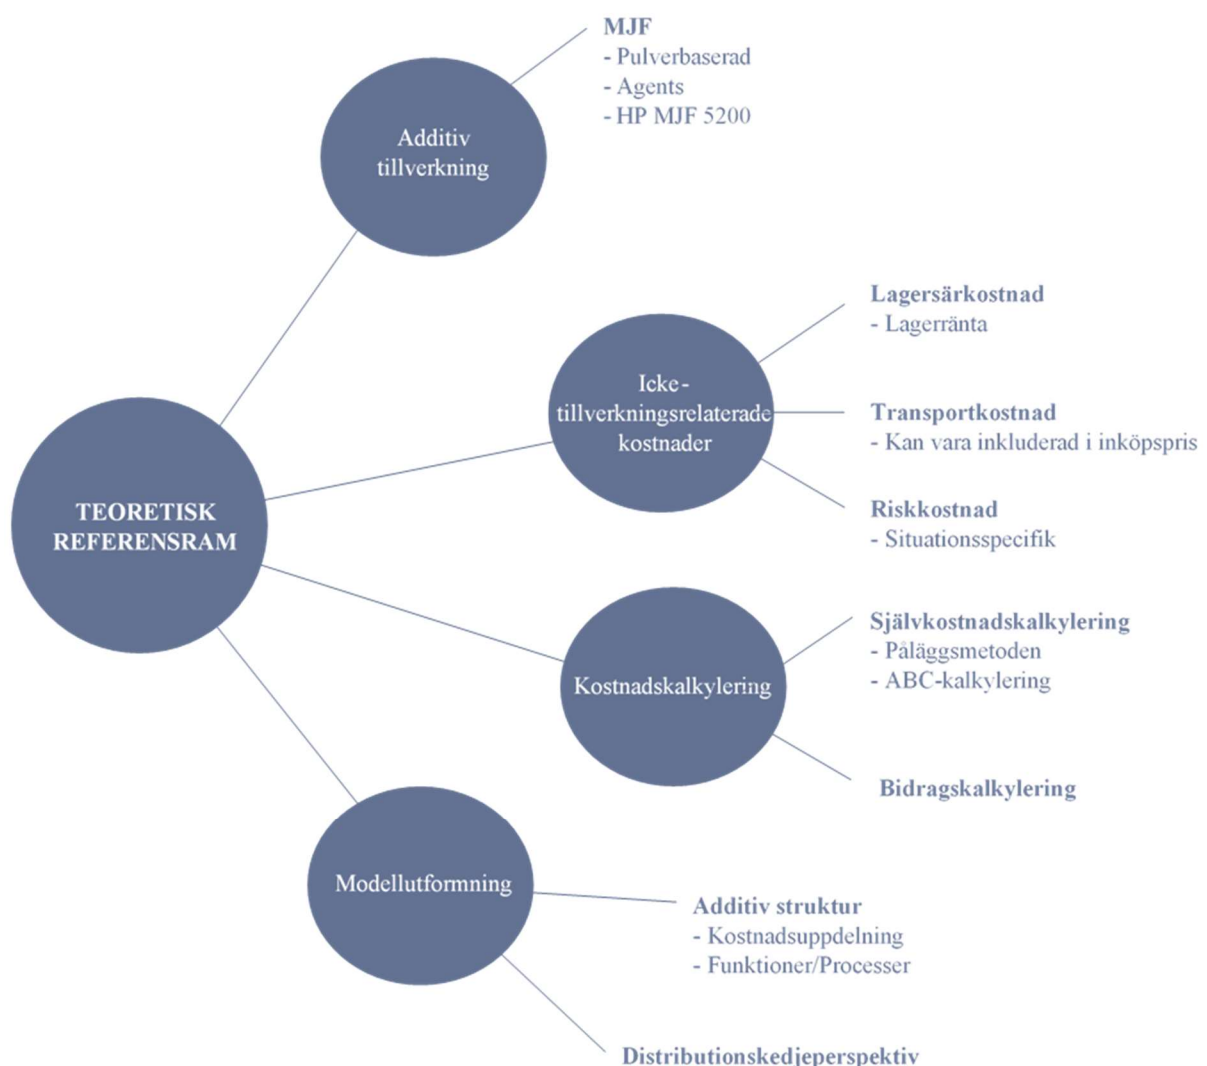 MJF
- Pulverbaserad
- Agents
- HP MJF 5200
Additiv
tillverkning
Lagersärkostnad
- Lagerränta
Icke-
tillverkningsrelaterade
kostnader
Transportkostnad
- Kan vara inkluderad i inköpspris
Riskkostnad
- Situationsspecifik
TEORETISK
REFERENSRAM
Självkostnadskalkylering
- Påläggsmetoden
- ABC-kalkylering
Kostnadskalkylering
Bidragskalkylering
Modellutformning
Additiv struktur
- Kostnadsuppdelning
- Funktioner/Processer
Distributionskedjeperspektiv